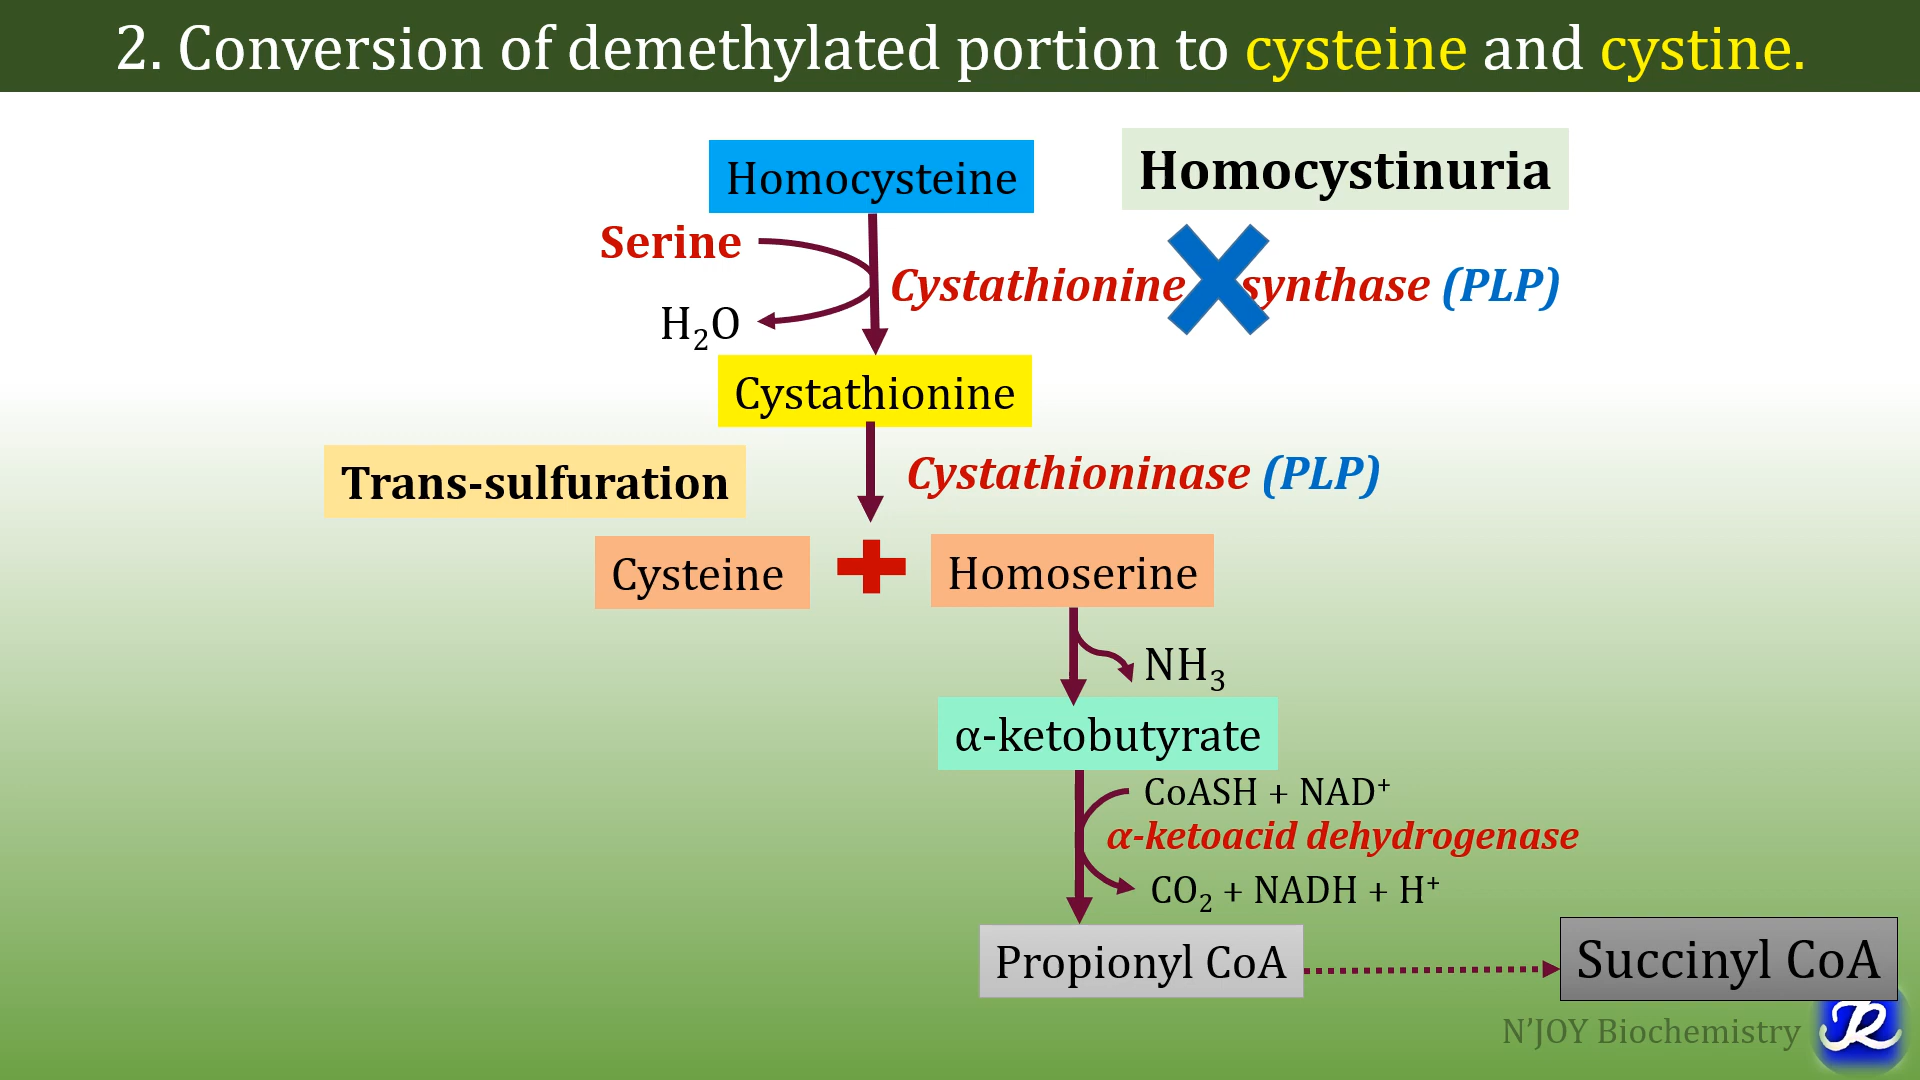 2. Conversion of demethylated portion to cysteine and cystine.
Homocysteine
Homocystinuria
Serine
Cystathionine synthase (PLP)
H₂O
Cystathionine
Trans-sulfuration
Cystathioninase (PLP)
Cysteine
Homoserine
NH₃
α-ketobutyrate
CoASH + NAD⁺
α-ketoacid dehydrogenase
CO₂ + NADH + H⁺
Propionyl CoA
Succinyl CoA
N'JOY Biochemistry